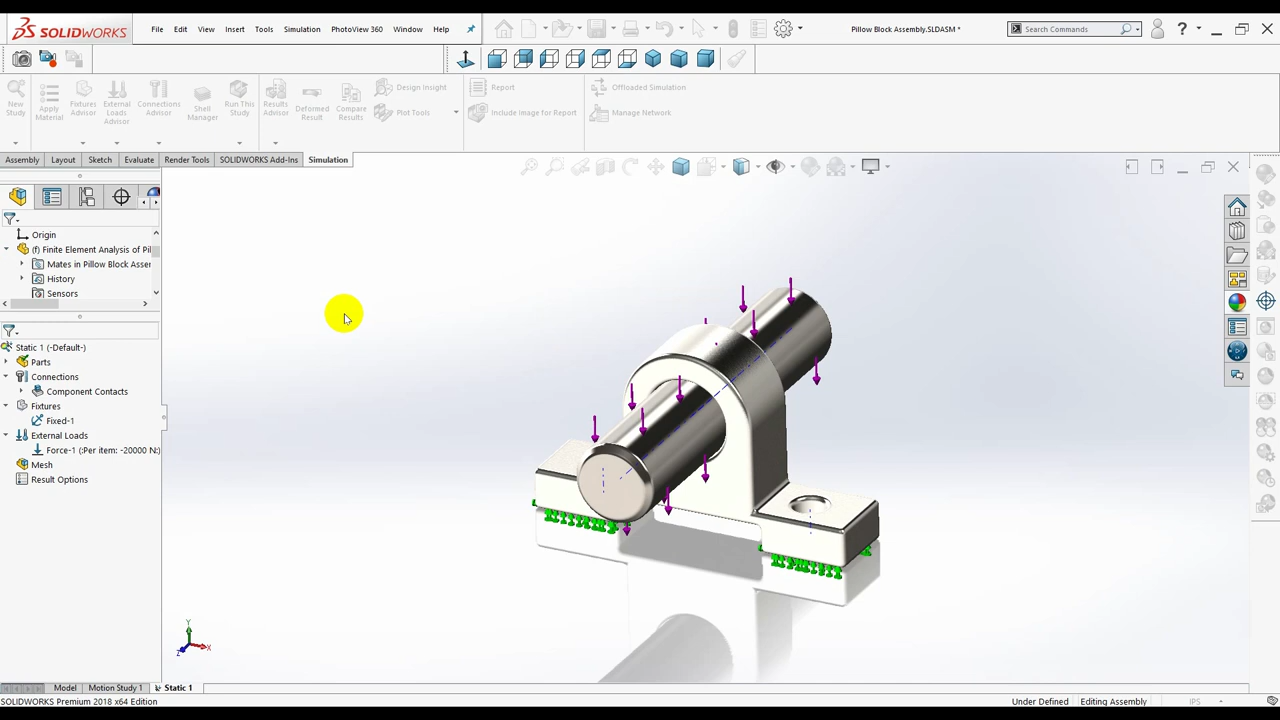 SOLIDWORKS
File Edit View Insert Tools Simulation PhotoView 360 Window Help
Pillow Block Assembly.SLDASM *
Search Commands
New Study
Apply Material
Fixtures Advisor
External Loads Advisor
Connections Advisor
Shell Manager
Run This Study
Results Advisor
Deformed Result
Compare Results
Design Insight
Plot Tools
Report
Include Image for Report
Offloaded Simulation
Manage Network
Assembly Layout Sketch Evaluate Render Tools SOLIDWORKS Add-Ins Simulation
Origin
(f) Finite Element Analysis of Pil
Mates in Pillow Block Asser
History
Sensors
Static 1 (-Default-)
Parts
Connections
Component Contacts
Fixtures
Fixed-1
External Loads
Force-1 (:Per item: -20000 N:)
Mesh
Result Options
Y
X
Z
Model Motion Study 1 Static 1
SOLIDWORKS Premium 2018 x64 Edition
Under Defined Editing Assembly IPS